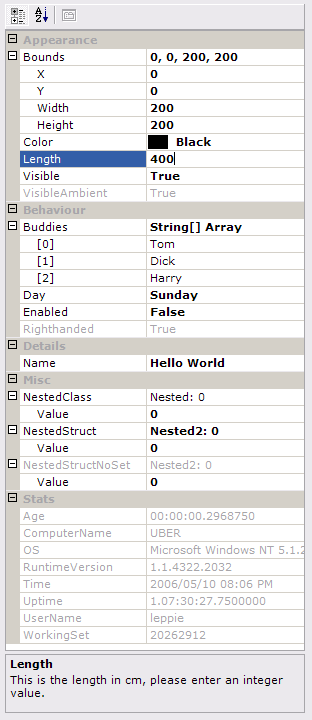 Appearance
Bounds 0, 0, 200, 200
X 0
Y 0
Width 200
Height 200
Color Black
Length 400
Visible True
VisibleAmbient True
Behaviour
Buddies String[] Array
[0] Tom
[1] Dick
[2] Harry
Day Sunday
Enabled False
Righthanded True
Details
Name Hello World
Misc
NestedClass Nested: 0
Value 0
NestedStruct Nested2: 0
Value 0
NestedStructNoSet Nested2: 0
Value 0
Stats
Age 00:00:00.2968750
ComputerName UBER
OS Microsoft Windows NT 5.1.2
RuntimeVersion 1.1.4322.2032
Time 2006/05/10 08:06 PM
Uptime 1.07:30:27.7500000
UserName leppie
WorkingSet 20262912
Length
This is the length in cm, please enter an integer
value.